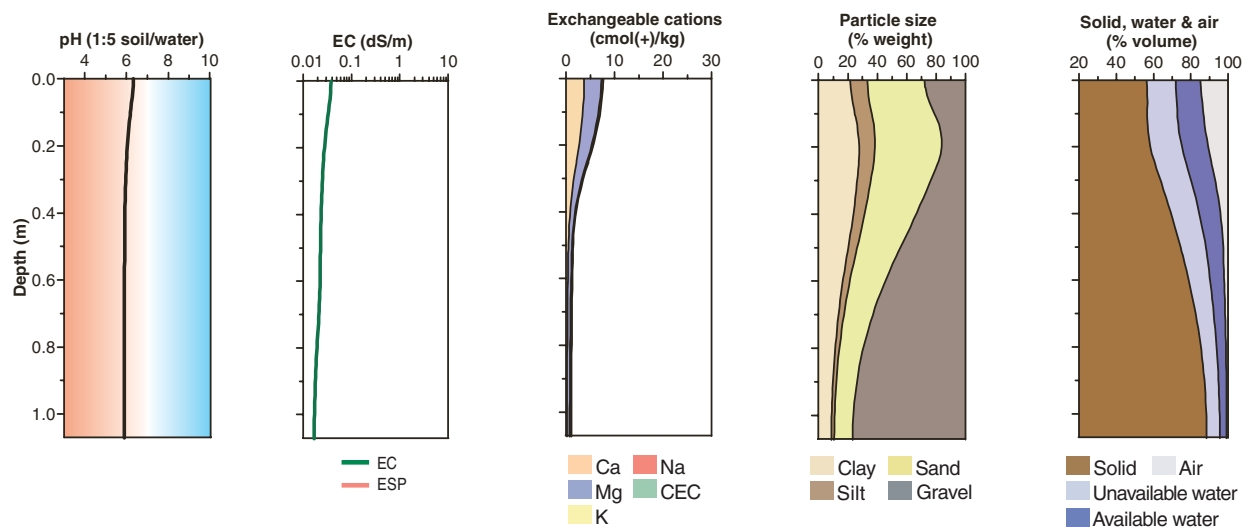 pH (1:5 soil/water)
4 6 8 10
EC (dS/m)
0.01 0.1 1 10
Exchangeable cations
(cmol(+)/kg)
0 10 20 30
Particle size
(% weight)
0 20 40 60 80 100
Solid, water & air
(% volume)
20 40 60 80 100
Depth (m)
0.0
0.2
0.4
0.6
0.8
1.0
EC
ESP
Ca Na
Mg CEC
K
Clay Sand
Silt Gravel
Solid Air
Unavailable water
Available water